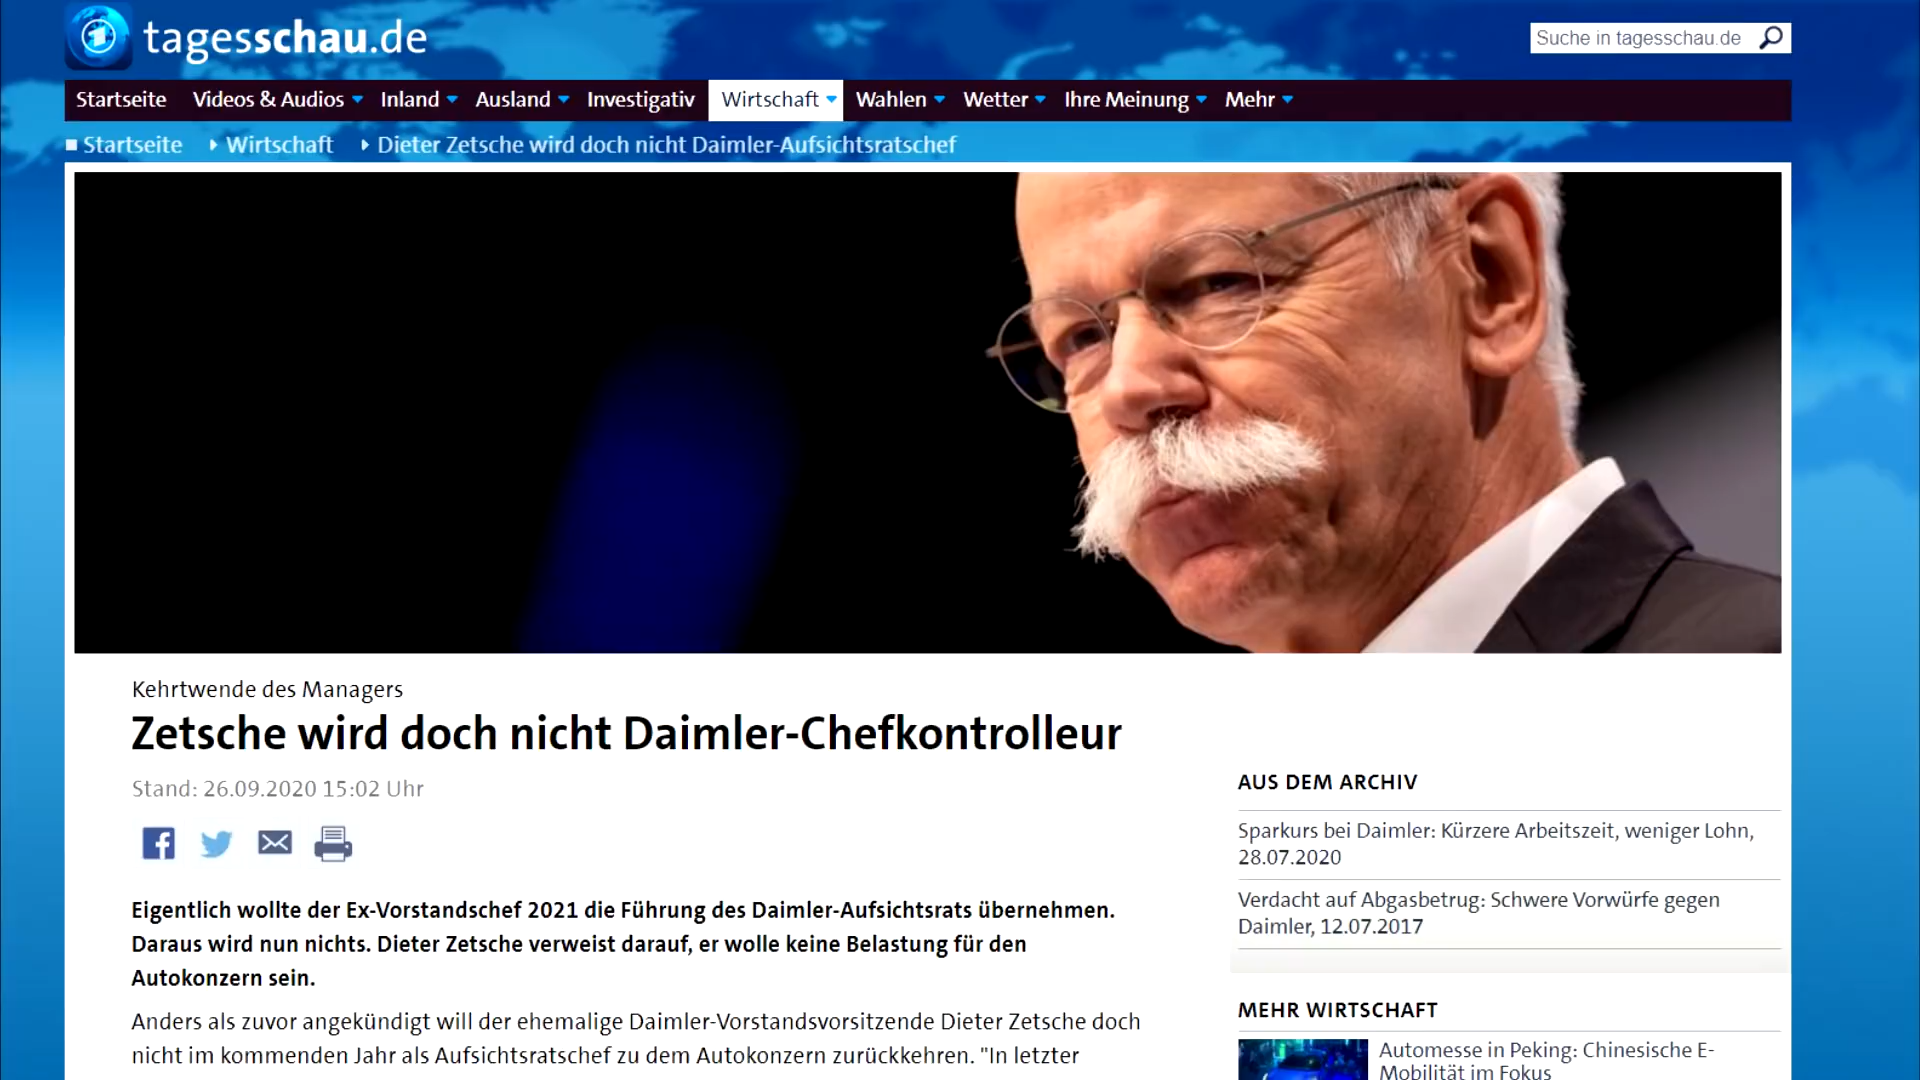 tagesschau.de
Suche in tagesschau.de
Startseite Videos & Audios Inland Ausland Investigativ Wirtschaft Wahlen Wetter Ihre Meinung Mehr
Startseite Wirtschaft Dieter Zetsche wird doch nicht Daimler-Aufsichtsratschef
Kehrtwende des Managers
Zetsche wird doch nicht Daimler-Chefkontrolleur
Stand: 26.09.2020 15:02 Uhr
Eigentlich wollte der Ex-Vorstandschef 2021 die Führung des Daimler-Aufsichtsrats übernehmen.
Daraus wird nun nichts. Dieter Zetsche verweist darauf, er wolle keine Belastung für den
Autokonzern sein.
Anders als zuvor angekündigt will der ehemalige Daimler-Vorstandsvorsitzende Dieter Zetsche doch
nicht im kommenden Jahr als Aufsichtsratschef zu dem Autokonzern zurückkehren. "In letzter
AUS DEM ARCHIV
Sparkurs bei Daimler: Kürzere Arbeitszeit, weniger Lohn,
28.07.2020
Verdacht auf Abgasbetrug: Schwere Vorwürfe gegen
Daimler, 12.07.2017
MEHR WIRTSCHAFT
Automesse in Peking: Chinesische E-
Mobilität im Fokus